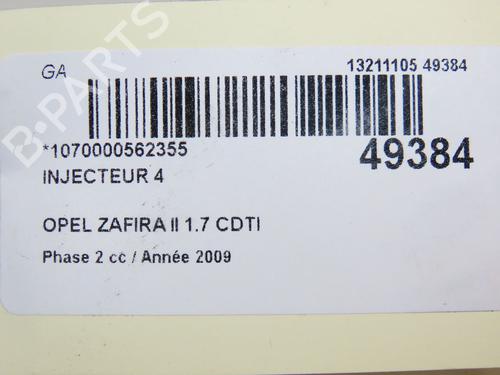 GA
13211105 49384
*1070000562355
49384
INJECTEUR 4
OPEL ZAFIRA II 1.7 CDTI
Phase 2 cc / Année 2009
B-PARTS